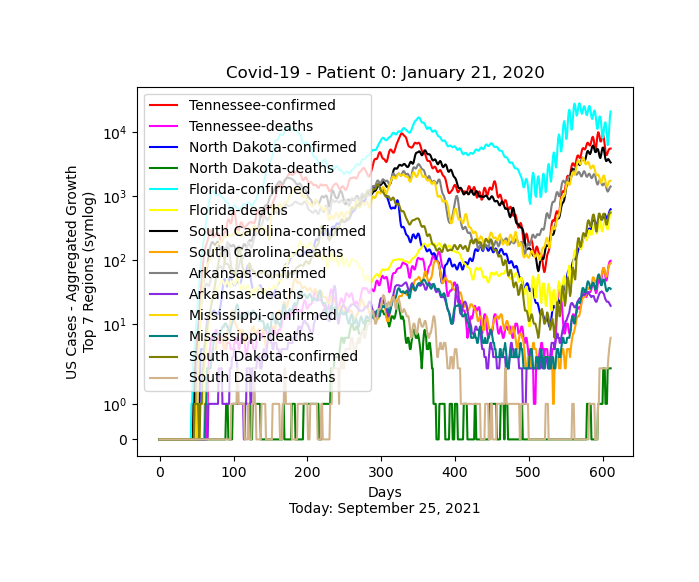 Covid-19 - Patient 0: January 21, 2020
US Cases - Aggregated Growth
Top 7 Regions (symlog)
10^4
10^3
10^2
10^1
10^0
0
Tennessee-confirmed
Tennessee-deaths
North Dakota-confirmed
North Dakota-deaths
Florida-confirmed
Florida-deaths
South Carolina-confirmed
South Carolina-deaths
Arkansas-confirmed
Arkansas-deaths
Mississippi-confirmed
Mississippi-deaths
South Dakota-confirmed
South Dakota-deaths
0 100 200 300 400 500 600
Days
Today: September 25, 2021